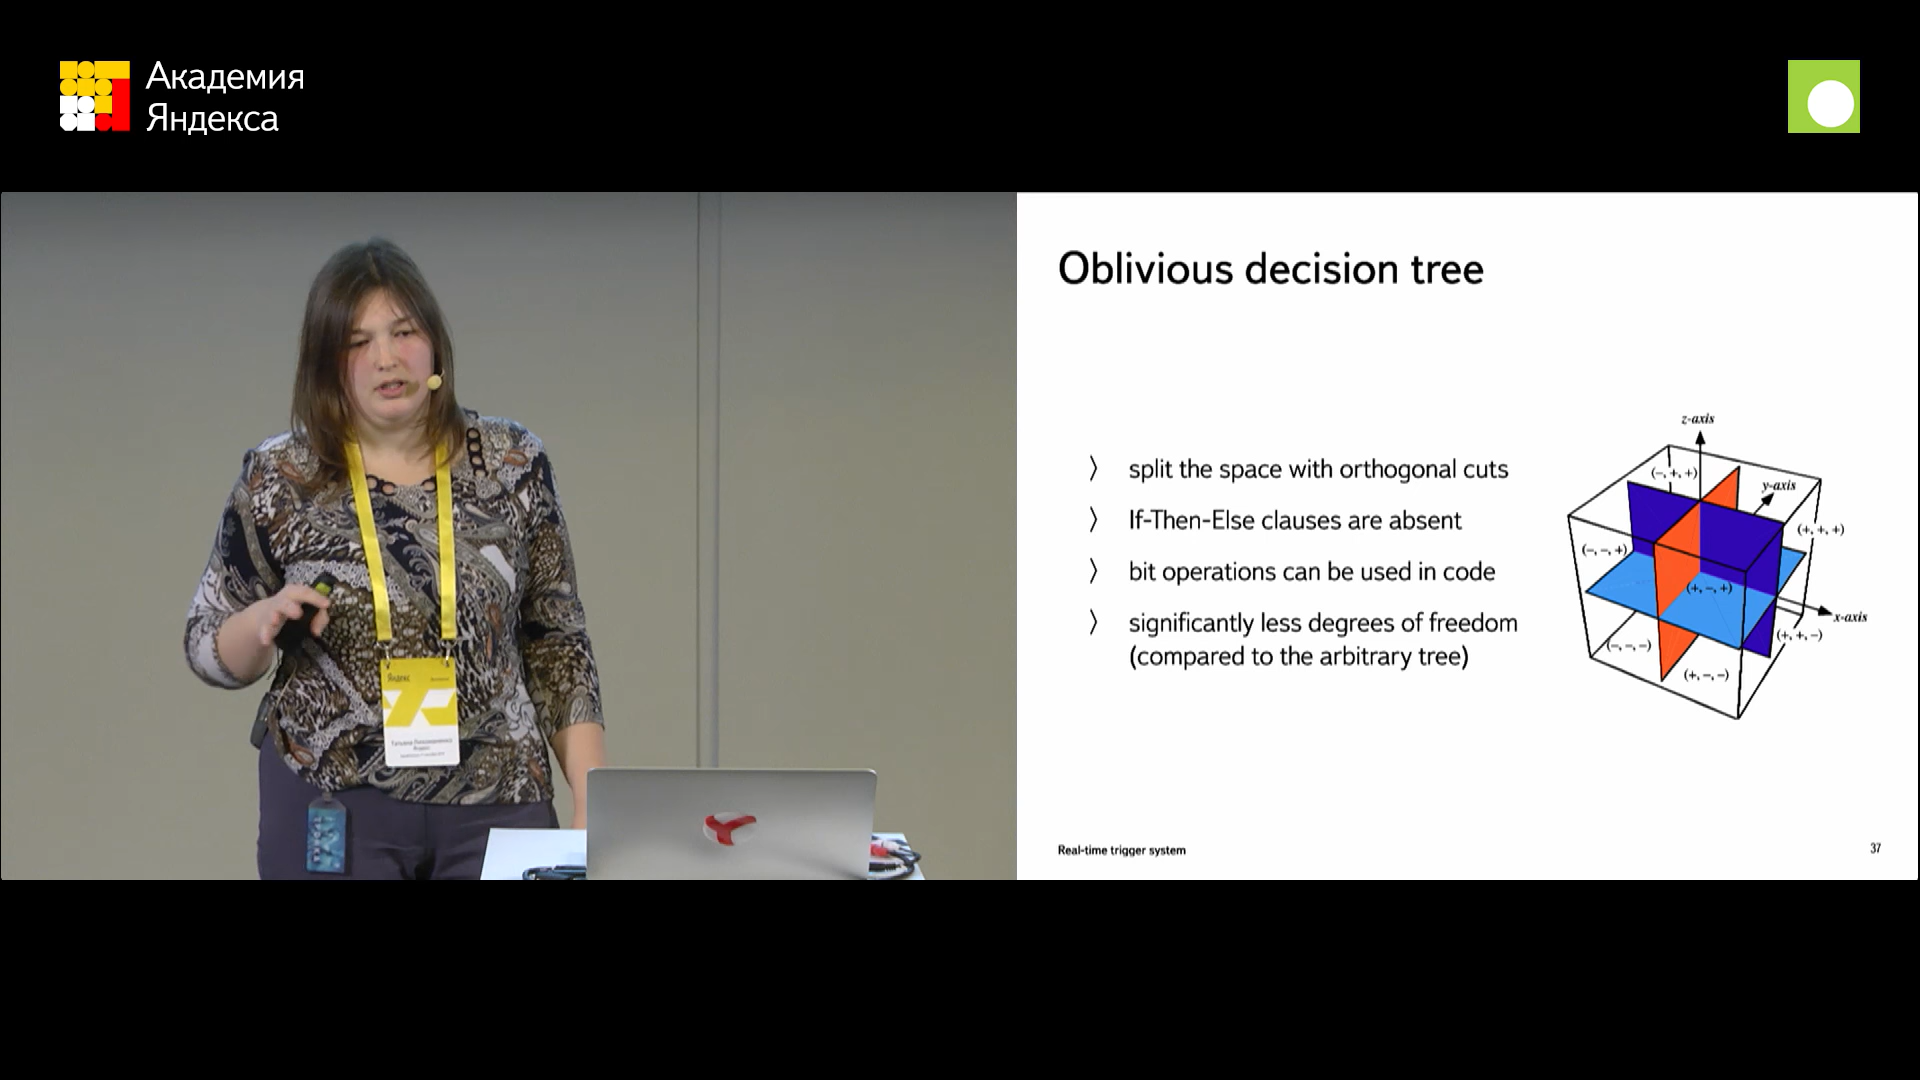 Академия
Яндекса
Oblivious decision tree
〉 split the space with orthogonal cuts
〉 If-Then-Else clauses are absent
〉 bit operations can be used in code
〉 significantly less degrees of freedom
(compared to the arbitrary tree)
z-axis
(−, +, +)
y-axis
(+, +, +)
(−, −, +)
(+, −, +)
x-axis
(+, +, −)
(−, −, −)
(+, −, −)
Real-time trigger system
37
Яндекс